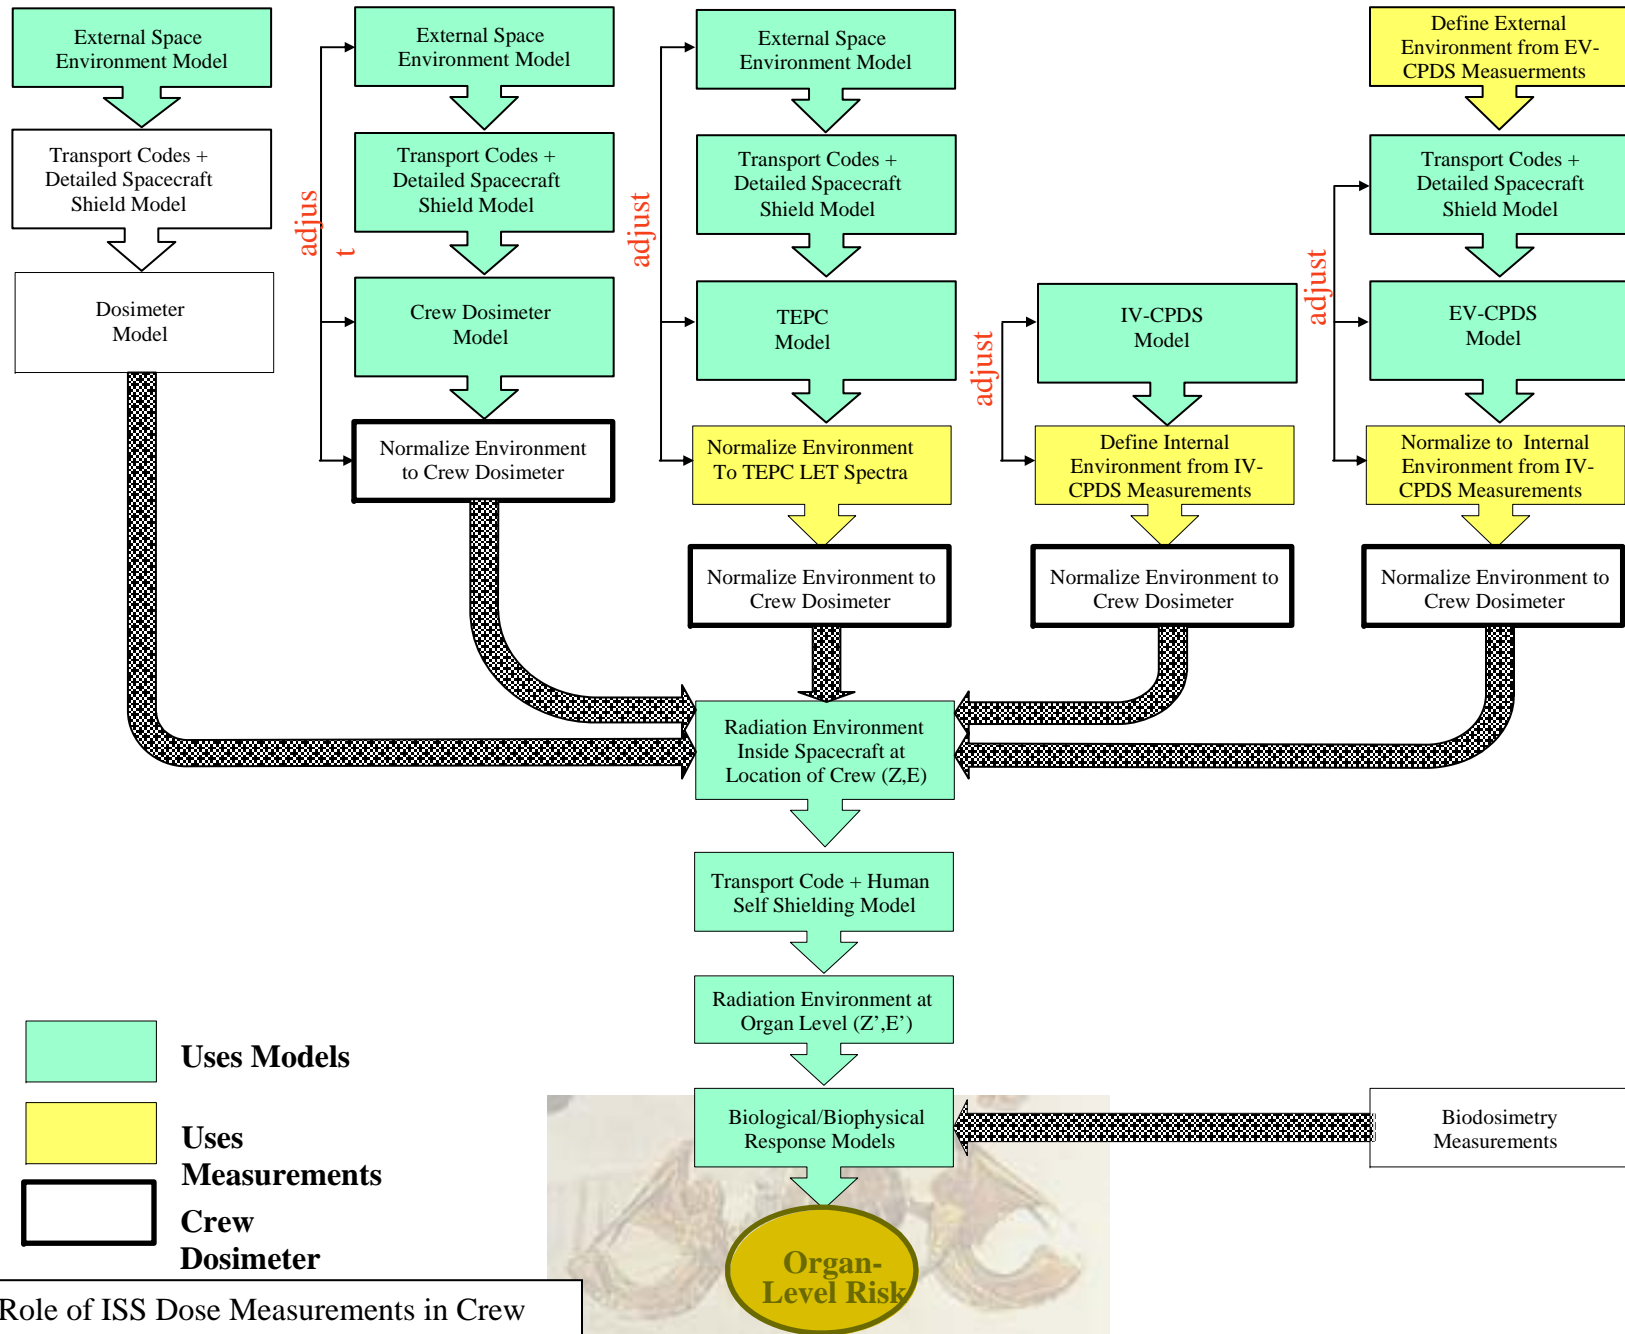 External Space
Environment Model
Transport Codes +
Detailed Spacecraft
Shield Model
Dosimeter
Model
External Space
Environment Model
Transport Codes +
Detailed Spacecraft
Shield Model
Crew Dosimeter
Model
Normalize Environment
to Crew Dosimeter
adjus
t
External Space
Environment Model
Transport Codes +
Detailed Spacecraft
Shield Model
TEPC
Model
Normalize Environment
To TEPC LET Spectra
Normalize Environment to
Crew Dosimeter
adjust
IV-CPDS
Model
Define Internal
Environment from IV-
CPDS Measurements
Normalize Environment to
Crew Dosimeter
adjust
Define External
Environment from EV-
CPDS Measuerments
Transport Codes +
Detailed Spacecraft
Shield Model
EV-CPDS
Model
Normalize to Internal
Environment from IV-
CPDS Measurements
Normalize Environment to
Crew Dosimeter
adjust
Radiation Environment
Inside Spacecraft at
Location of Crew (Z,E)
Transport Code + Human
Self Shielding Model
Radiation Environment at
Organ Level (Z’,E’)
Biological/Biophysical
Response Models
Biodosimetry
Measurements
Organ-
Level Risk
Uses Models
Uses
Measurements
Crew
Dosimeter
Role of ISS Dose Measurements in Crew